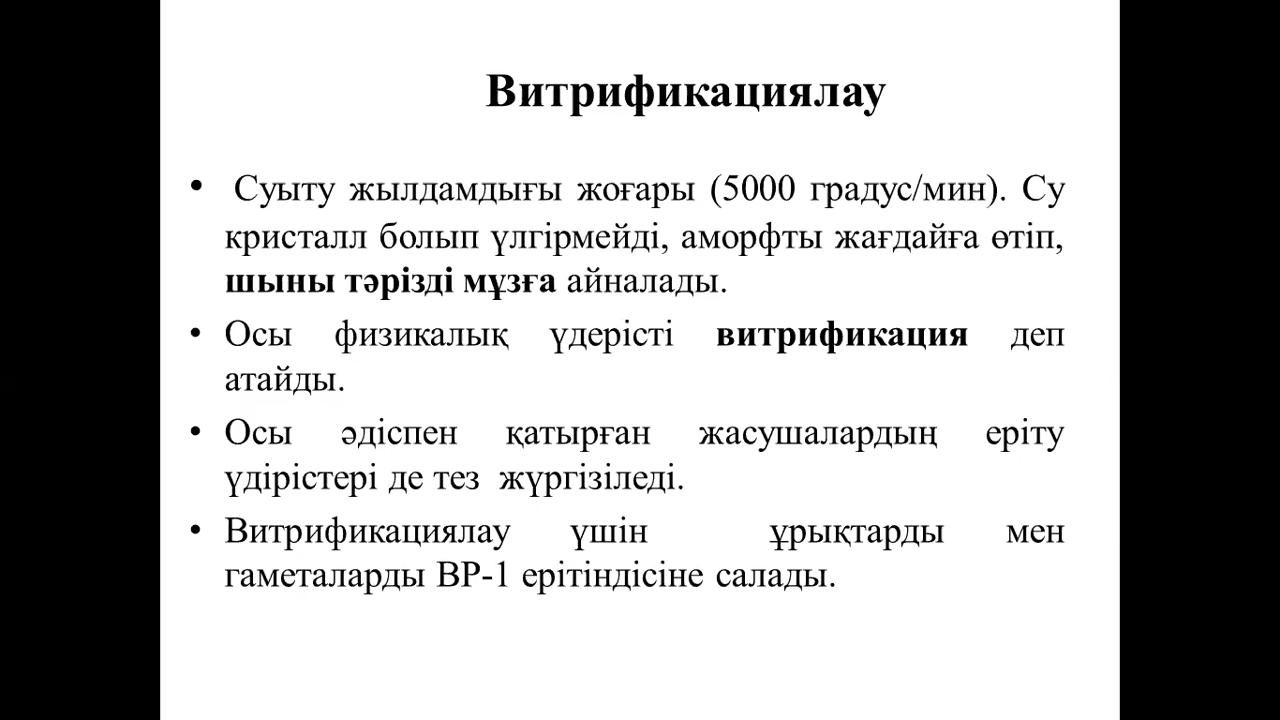 Витрификациялау
• Суыту жылдамдығы жоғары (5000 градус/мин). Су
кристалл болып үлгірмейді, аморфты жағдайға өтіп,
шыны тәрізді мұзға айналады.
• Осы физикалық үдерісті витрификация деп
атайды.
• Осы әдіспен қатырған жасушалардың еріту
үдірістері де тез жүргізіледі.
• Витрификациялау үшін ұрықтарды мен
гаметаларды ВР-1 ерітіндісіне салады.